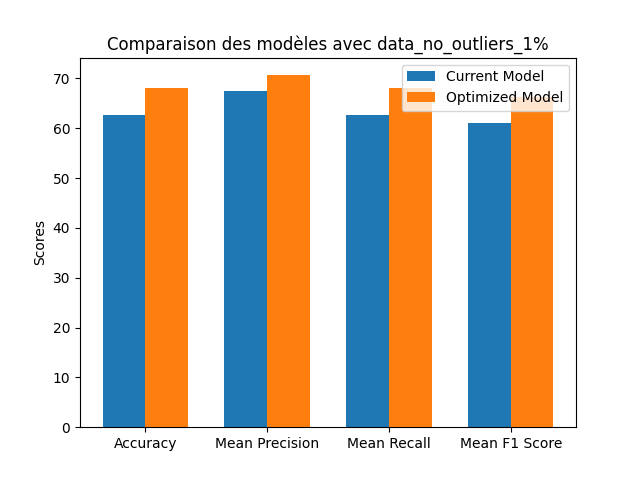 Comparaison des modèles avec data_no_outliers_1%
Current Model
Optimized Model
Scores
70
60
50
40
30
20
10
0
Accuracy
Mean Precision
Mean Recall
Mean F1 Score